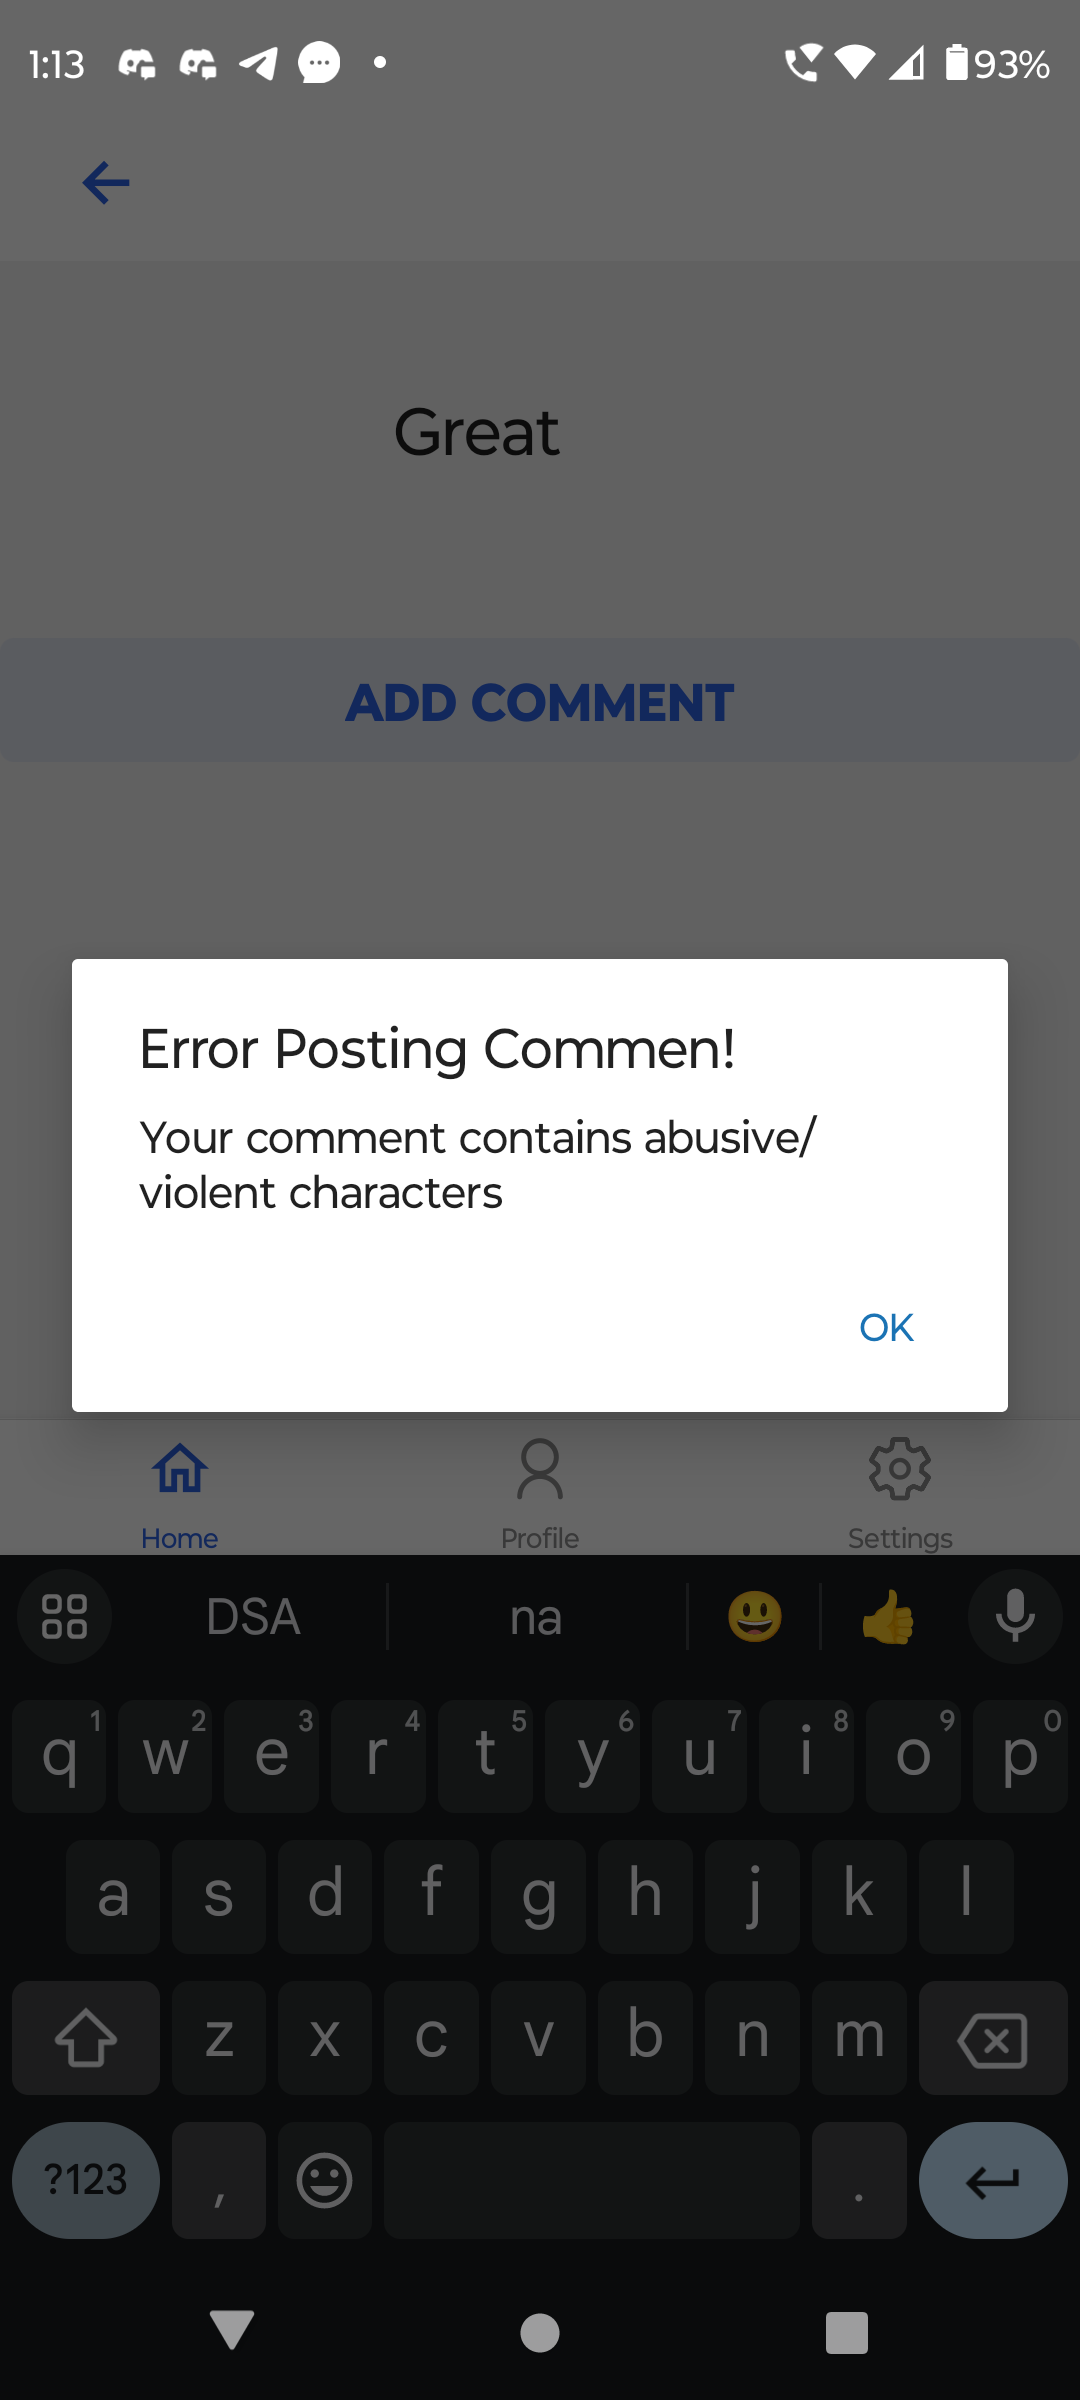 1:13 93%
Great
ADD COMMENT
Error Posting Commen!
Your comment contains abusive/
violent characters
OK
Home Profile Settings
DSA na
q1 w2 e3 r4 t5 y6 u7 i8 o9 p0
a s d f g h j k l
z x c v b n m
?123 , .